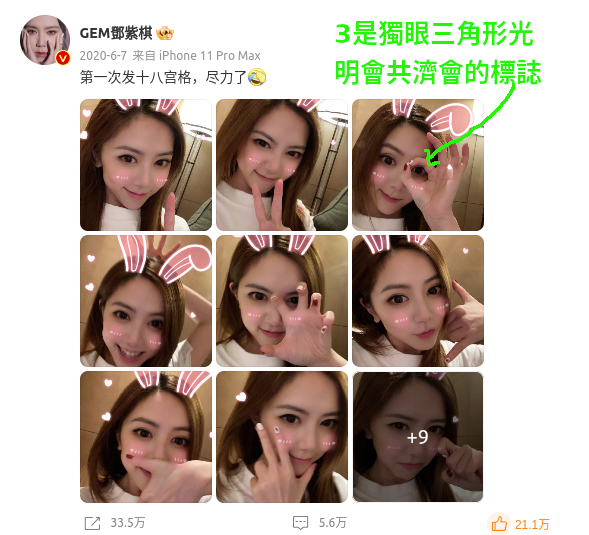 GEM鄧紫棋
3是獨眼三角形光
明會共濟會的標誌
2020-6-7 来自 iPhone 11 Pro Max
第一次发十八宫格，尽力了
+9
33.5万
5.6万
21.1万